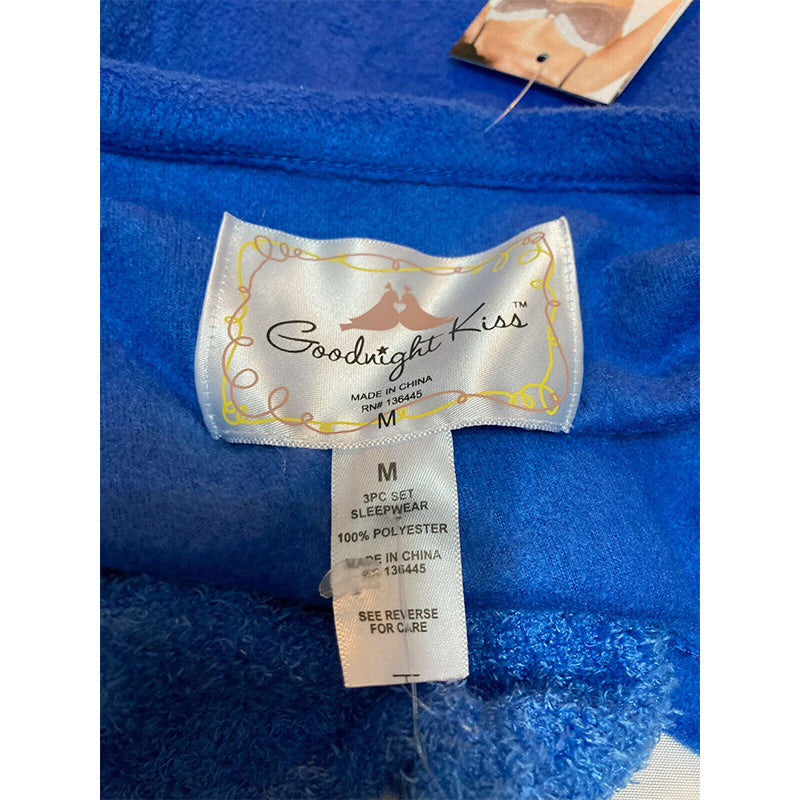 Goodnight Kiss™
MADE IN CHINA
RN# 136445
M
M
3PC SET
SLEEPWEAR
100% POLYESTER
MADE IN CHINA
136445
SEE REVERSE
FOR CARE